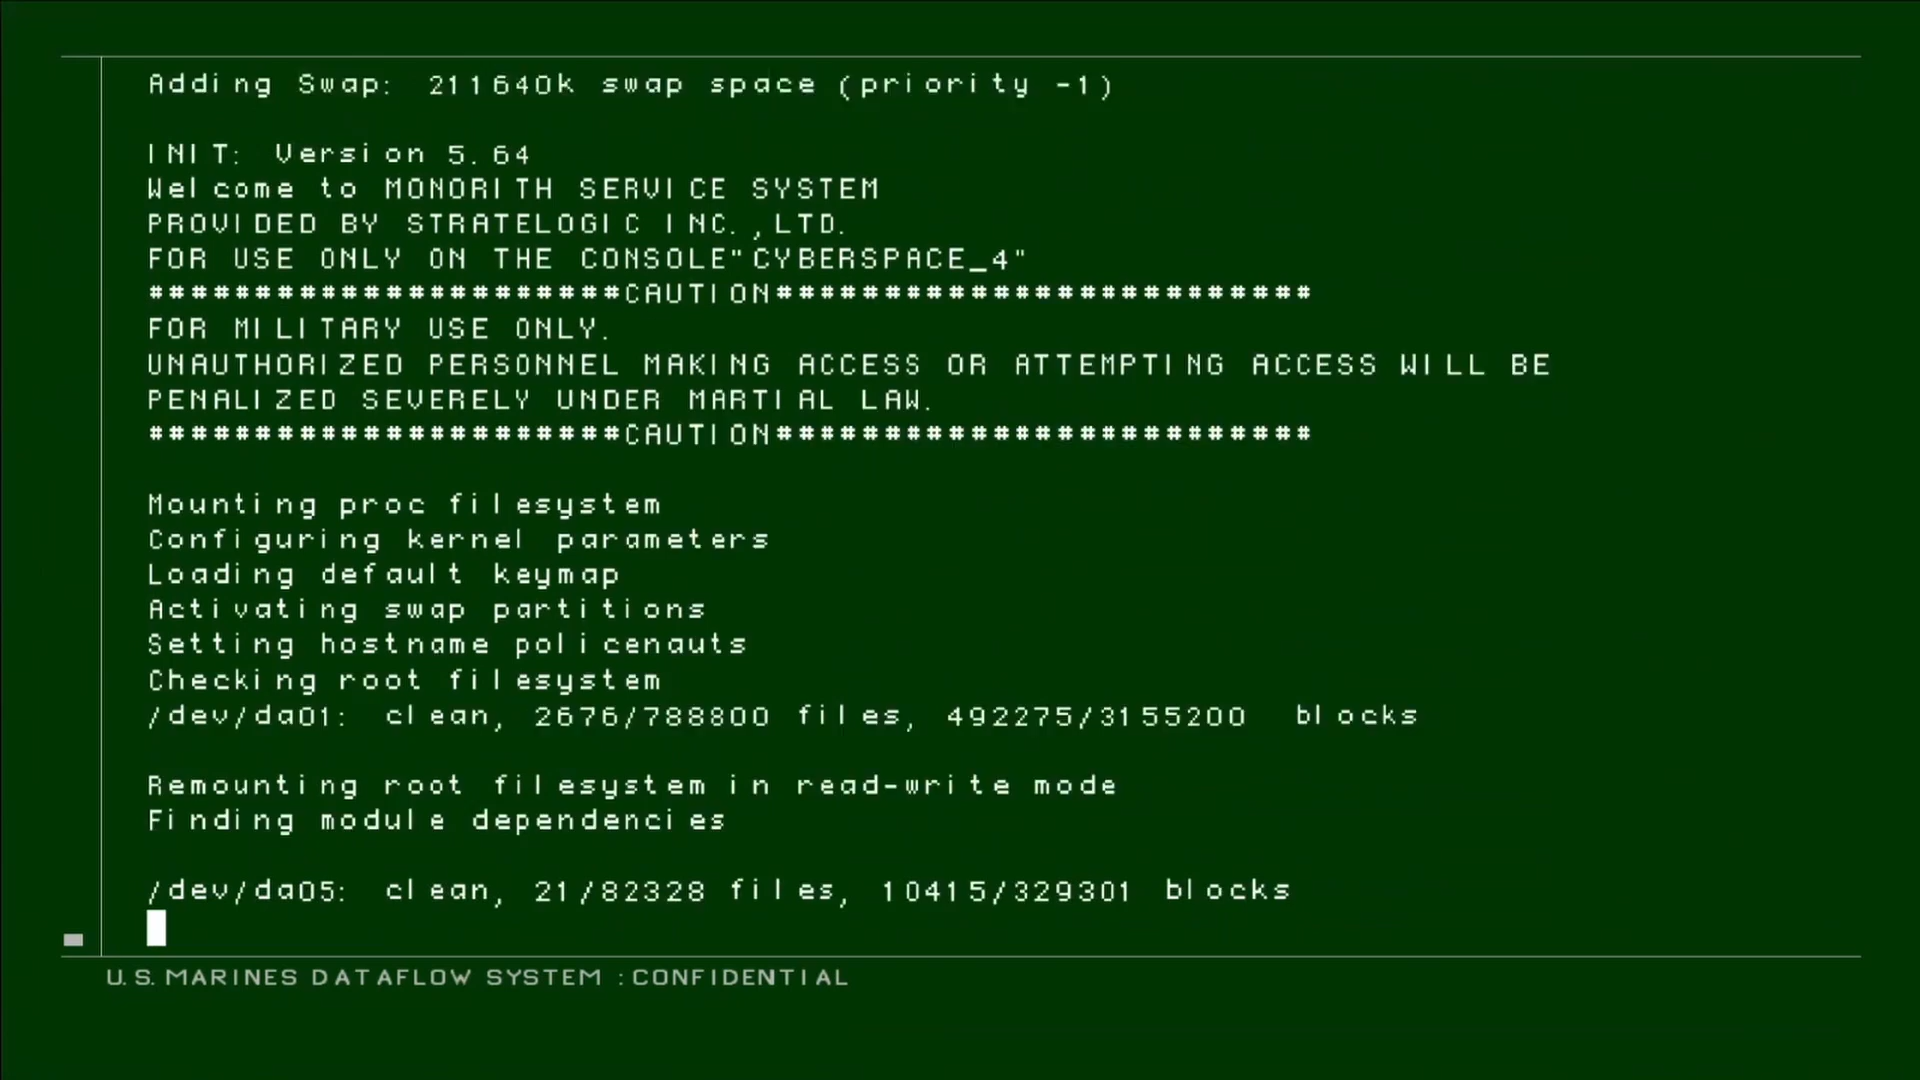 Adding Swap: 211640k swap space (priority -1)
INIT: Version 5.64
Welcome to MONORITH SERVICE SYSTEM
PROVIDED BY STRATELOGIC INC.,LTD.
FOR USE ONLY ON THE CONSOLE"CYBERSPACE_4"
######################CAUTION#########################
FOR MILITARY USE ONLY.
UNAUTHORIZED PERSONNEL MAKING ACCESS OR ATTEMPTING ACCESS WILL BE
PENALIZED SEVERELY UNDER MARTIAL LAW.
######################CAUTION#########################
Mounting proc filesystem
Configuring kernel parameters
Loading default keymap
Activating swap partitions
Setting hostname policenauts
Checking root filesystem
/dev/da01: clean, 2676/788800 files, 492275/3155200 blocks
Remounting root filesystem in read-write mode
Finding module dependencies
/dev/da05: clean, 21/82328 files, 10415/329301 blocks
U.S. MARINES DATAFLOW SYSTEM :CONFIDENTIAL